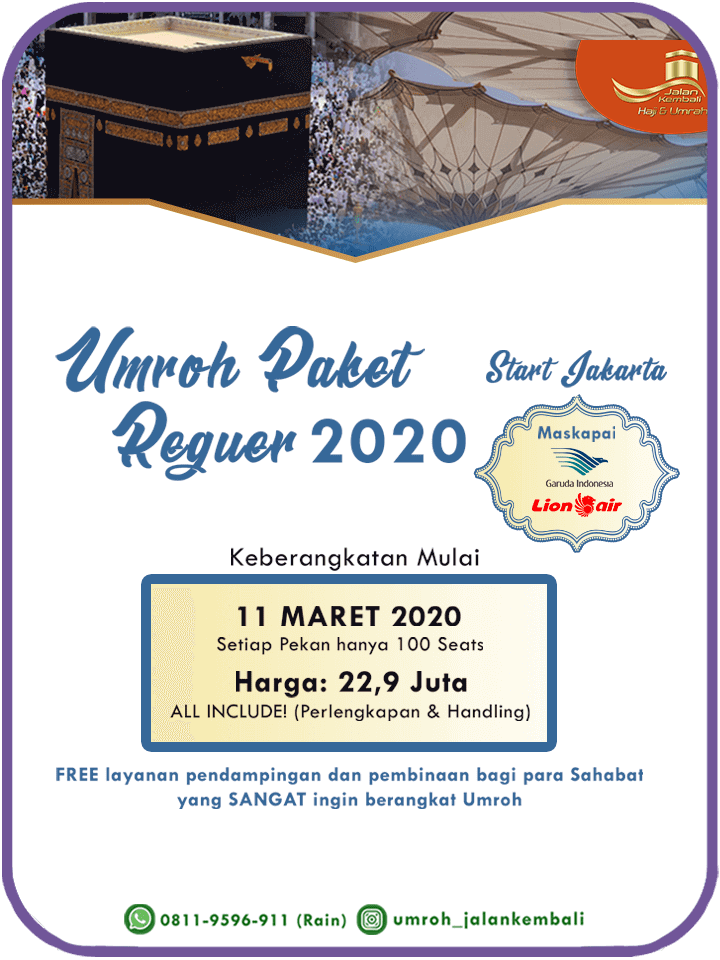 Jalan
Kembali
Haji & Umrah
Umroh Paket
Reguer 2020
Start Jakarta
Maskapai
Garuda Indonesia
Lion air
Keberangkatan Mulai
11 MARET 2020
Setiap Pekan hanya 100 Seats
Harga: 22,9 Juta
ALL INCLUDE! (Perlengkapan & Handling)
FREE layanan pendampingan dan pembinaan bagi para Sahabat
yang SANGAT ingin berangkat Umroh
0811-9596-911 (Rain) umroh_jalankembali